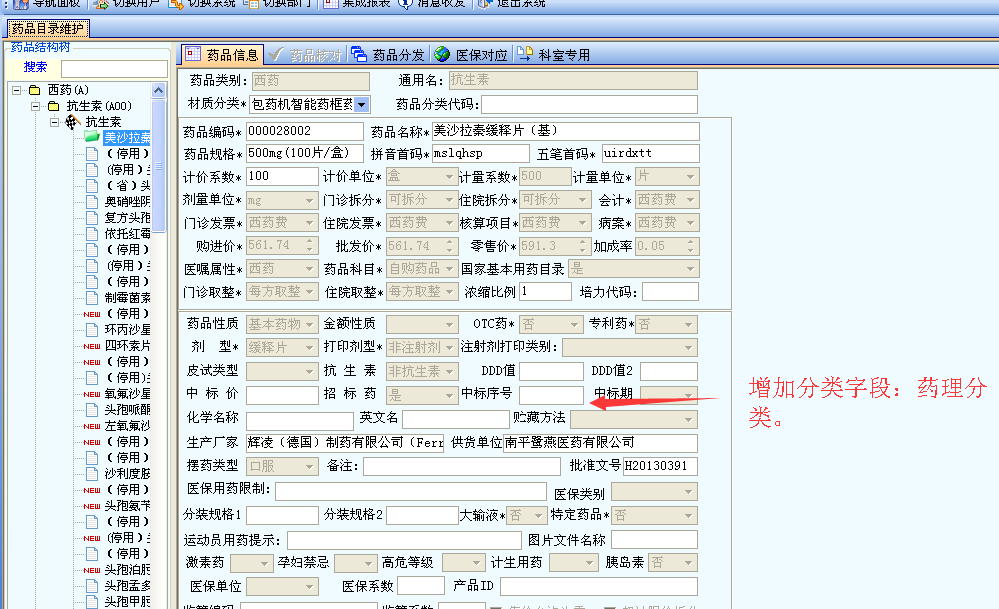 导航面板 切换用户 切换系统 切换部门 集成报表 消息收发 退出系统
药品目录维护
药品结构树
搜索
西药(A)
抗生素(A00)
抗生素
美沙拉秦
(停用)
(停用)
(省)头
奥硝唑阴
复方头孢
依托红霉
(停用)
(停用)
(停用)
制霉菌素
NEW (停用)
环丙沙星
NEW 四环素片
NEW (停用)
(停用)
NEW 氧氟沙星
头孢哌酮
NEW 左氧氟沙
NEW (停用)
NEW (停用)
沙利度胺
NEW (停用)
NEW 头孢氨苄
(停用)
NEW (停用)
(停用)
NEW 头孢泊肟
头孢孟多
头孢甲肟
药品信息 药品核对 药品分发 医保对应 科室专用
药品类别: 西药 通用名: 抗生素
材质分类* 包药机智能药框药 药品分类代码:
药品编码* 000028002 药品名称* 美沙拉秦缓释片（基）
药品规格* 500mg(100片/盒) 拼音首码* mslqhsp 五笔首码* uirdxtt
计价系数* 100 计价单位* 盒 计量系数* 500 计量单位* 片
剂量单位* mg 门诊拆分* 可拆分 住院拆分* 可拆分 会计* 西药费
门诊发票* 西药费 住院发票* 西药费 核算项目* 西药费 病案* 西药费
购进价* 561.74 批发价* 561.74 零售价* 591.3 加成率 0.05
医嘱属性* 西药 药品科目* 自购药品 国家基本用药目录 是
门诊取整* 每方取整 住院取整* 每方取整 浓缩比例 1 培力代码:
药品性质 基本药物 金额性质 OTC药* 否 专利药* 否
剂 型* 缓释片 打印剂型* 非注射剂 注射剂打印类别:
皮试类型 抗 生 素 非抗生素 DDD值 DDD值2
中 标 价 招 标 药 是 中标序号 中标期
化学名称 英文名 贮藏方法
生产厂家 辉凌（德国）制药有限公司（Ferr 供货单位 南平鹭燕医药有限公司
摆药类型 口服 备注: 批准文号 H20130391
医保用药限制: 医保类别
分装规格1 分装规格2 大输液* 否 特定药品* 否
运动员用药提示: 图片文件名称
激素药 孕妇禁忌 高危等级 计生用药 胰岛素 否
医保单位 医保系数 产品ID
增加分类字段：药理分
类。